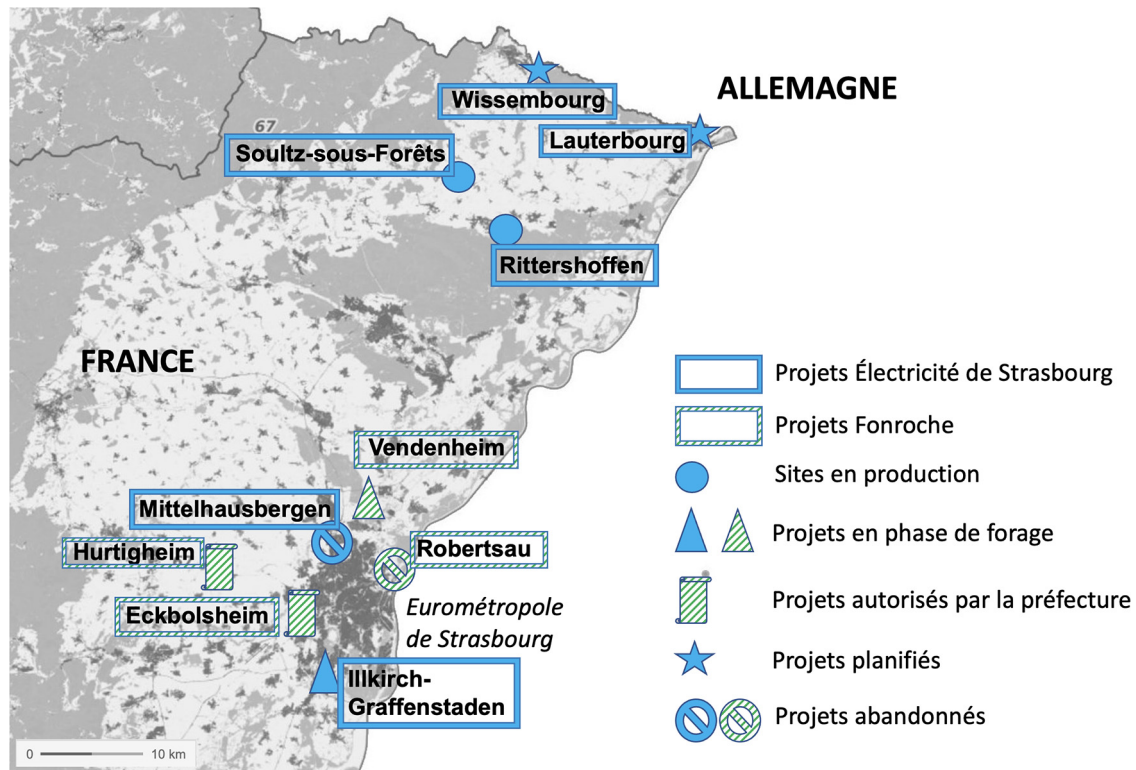 ALLEMAGNE
Wissembourg
67
Lauterbourg
Soultz-sous-Forêts
Rittershoffen
FRANCE
Vendenheim
Mittelhausbergen
Hurtigheim
Robertsau
Eckbolsheim
Eurométropole
de Strasbourg
Illkirch-
Graffenstaden
0 10 km
Projets Électricité de Strasbourg
Projets Fonroche
Sites en production
Projets en phase de forage
Projets autorisés par la préfecture
Projets planifiés
Projets abandonnés